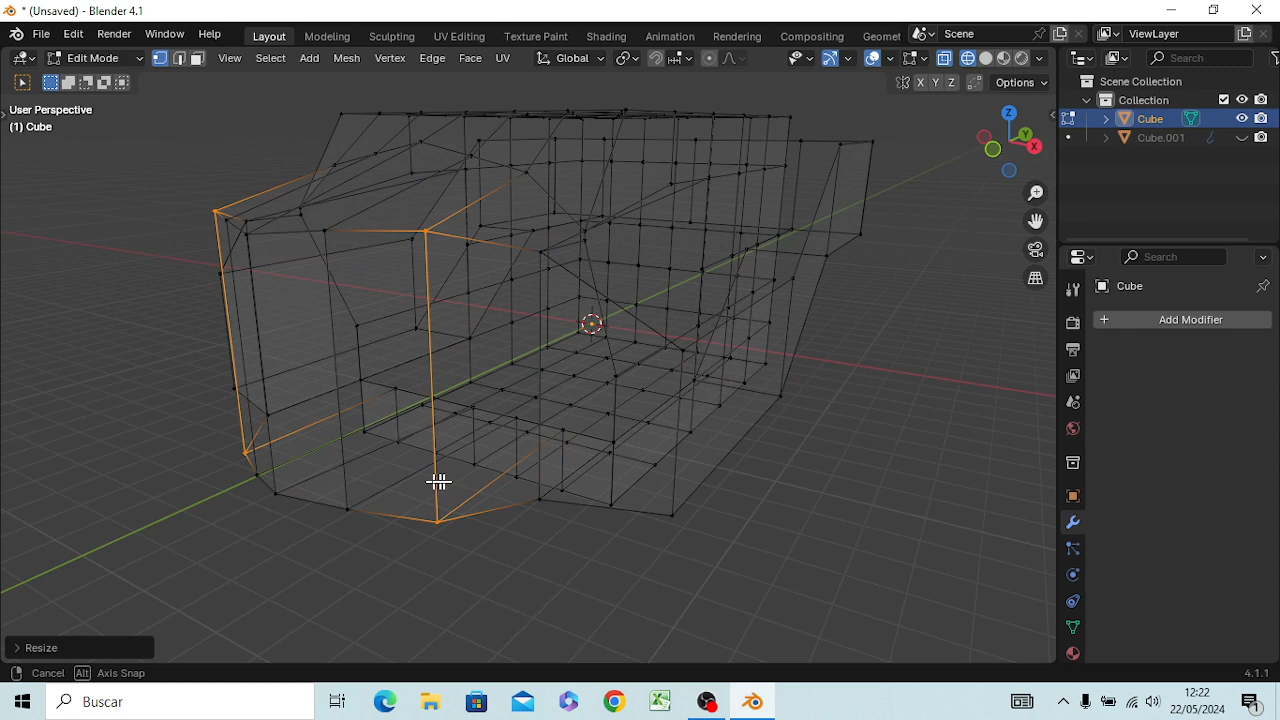 * (Unsaved) - Blender 4.1
File Edit Render Window Help Layout Modeling Sculpting UV Editing Texture Paint Shading Animation Rendering Compositing Geomet Scene ViewLayer
Edit Mode View Select Add Mesh Vertex Edge Face UV Global Search
X Y Z Options
User Perspective
(1) Cube
Scene Collection
Collection
Cube
Cube.001
Z
Y
X
Search
Cube
+ Add Modifier
> Resize
Cancel Alt Axis Snap 4.1.1
Buscar
12:22
22/05/2024
1